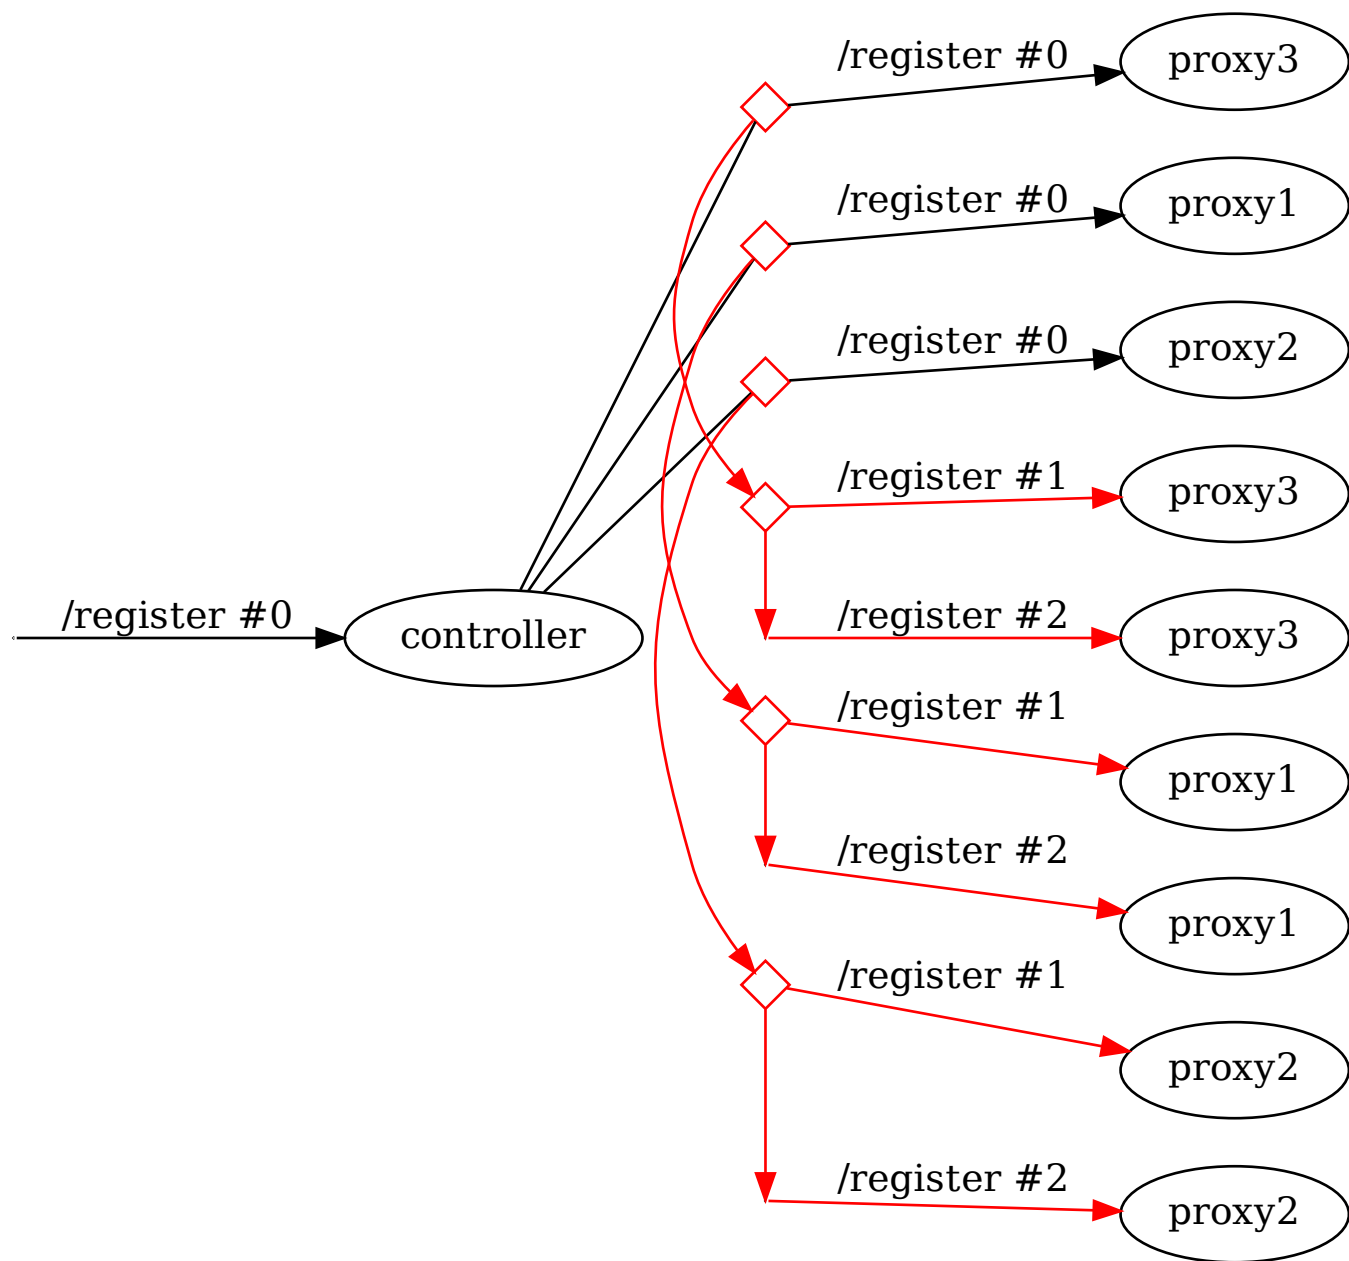 /register #0
proxy3
/register #0
proxy1
/register #0
proxy2
/register #1
proxy3
/register #0
controller
/register #2
proxy3
/register #1
proxy1
/register #2
proxy1
/register #1
proxy2
/register #2
proxy2